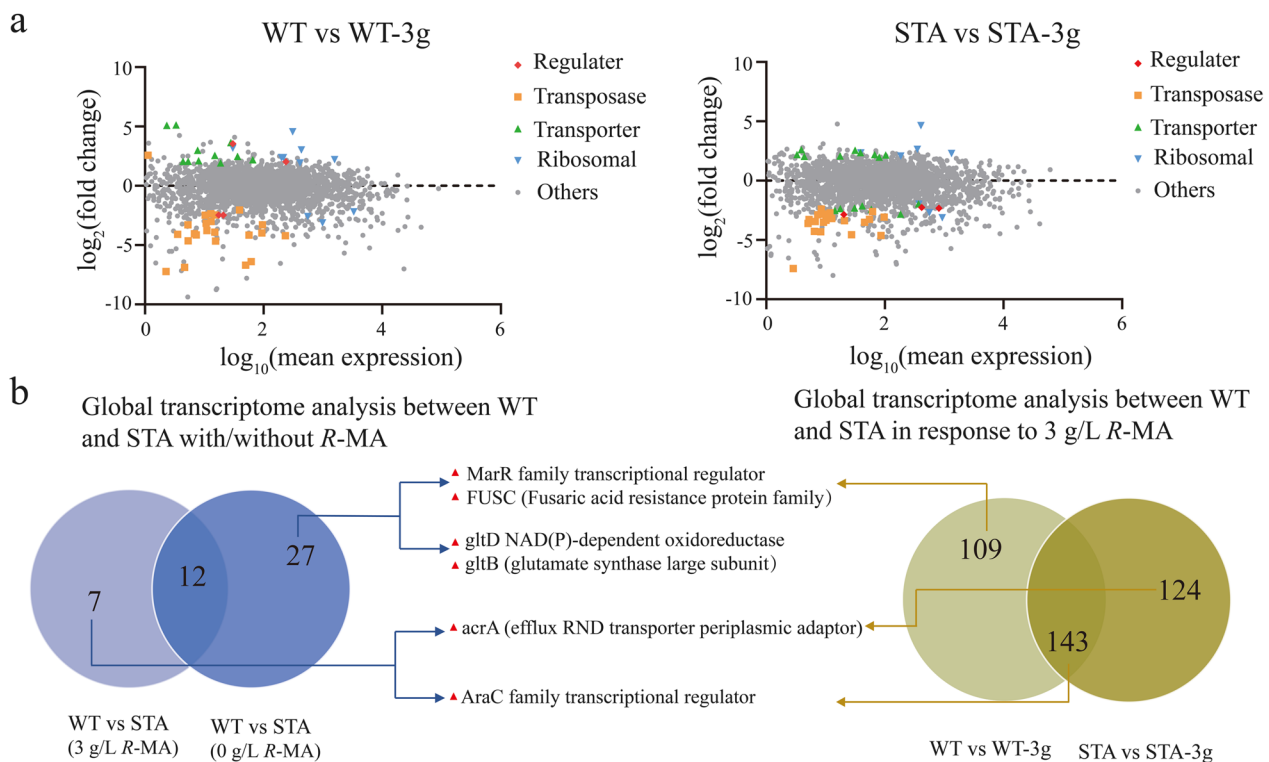 a
WT vs WT-3g
10
5
0
-5
-10
0
2
4
6
log2(fold change)
log10(mean expression)
Regulater
Transposase
Transporter
Ribosomal
Others
STA vs STA-3g
10
5
0
-5
-10
0
2
4
6
log2(fold change)
log10(mean expression)
Regulater
Transposase
Transporter
Ribosomal
Others
b
Global transcriptome analysis between WT
and STA with/without R-MA
7
12
27
WT vs STA
(3 g/L R-MA)
WT vs STA
(0 g/L R-MA)
MarR family transcriptional regulator
FUSC (Fusaric acid resistance protein family)
gltD NAD(P)-dependent oxidoreductase
gltB (glutamate synthase large subunit)
acrA (efflux RND transporter periplasmic adaptor)
AraC family transcriptional regulator
Global transcriptome analysis between WT
and STA in response to 3 g/L R-MA
109
124
143
WT vs WT-3g
STA vs STA-3g